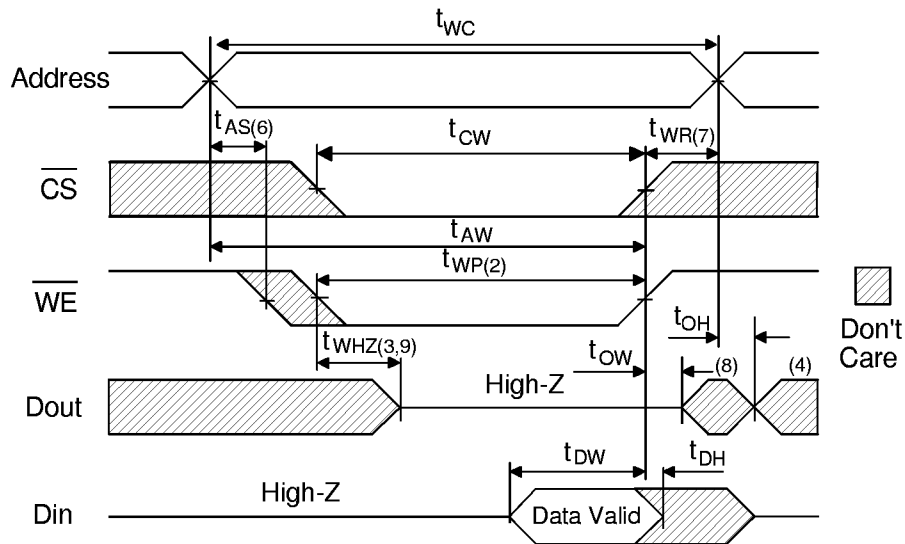 tWC
Address
tAS(6)
tCW
tWR(7)
CS
tAW
tWP(2)
WE
tOH
Don't
Care
tWHZ(3,9)
tOW
(8)
(4)
High-Z
Dout
tDW
tDH
High-Z
Din
Data Valid